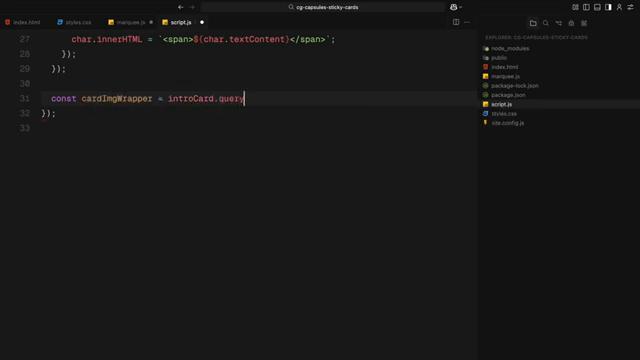 cg-capsules-sticky-cards
index.html
styles.css
marquee.js
script.js
EXPLORER: CG-CAPSULES-STICKY-CARDS
node_modules
public
index.html
marquee.js
package-lock.json
package.json
script.js
styles.css
vite.config.js
27 char.innerHTML = `<span>${char.textContent}</span>`;
28 });
29 });
30
31 const cardImgWrapper = introCard.query
32 });
33